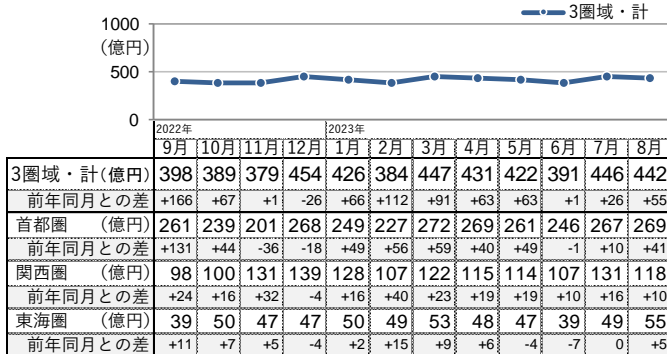 3圏域・計
1000
(億円)
500
0
2022年 2023年
9月 10月 11月 12月 1月 2月 3月 4月 5月 6月 7月 8月
3圏域・計(億円) 398 389 379 454 426 384 447 431 422 391 446 442
前年同月との差 +166 +67 +1 -26 +66 +112 +91 +63 +63 +1 +26 +55
首都圏 (億円) 261 239 201 268 249 227 272 269 261 246 267 269
前年同月との差 +131 +44 -36 -18 +49 +56 +59 +40 +49 -1 +10 +41
関西圏 (億円) 98 100 131 139 128 107 122 115 114 107 131 118
前年同月との差 +24 +16 +32 -4 +16 +40 +23 +19 +19 +10 +16 +10
東海圏 (億円) 39 50 47 47 50 49 53 48 47 39 49 55
前年同月との差 +11 +7 +5 -4 +2 +15 +9 +6 -4 -7 0 +5